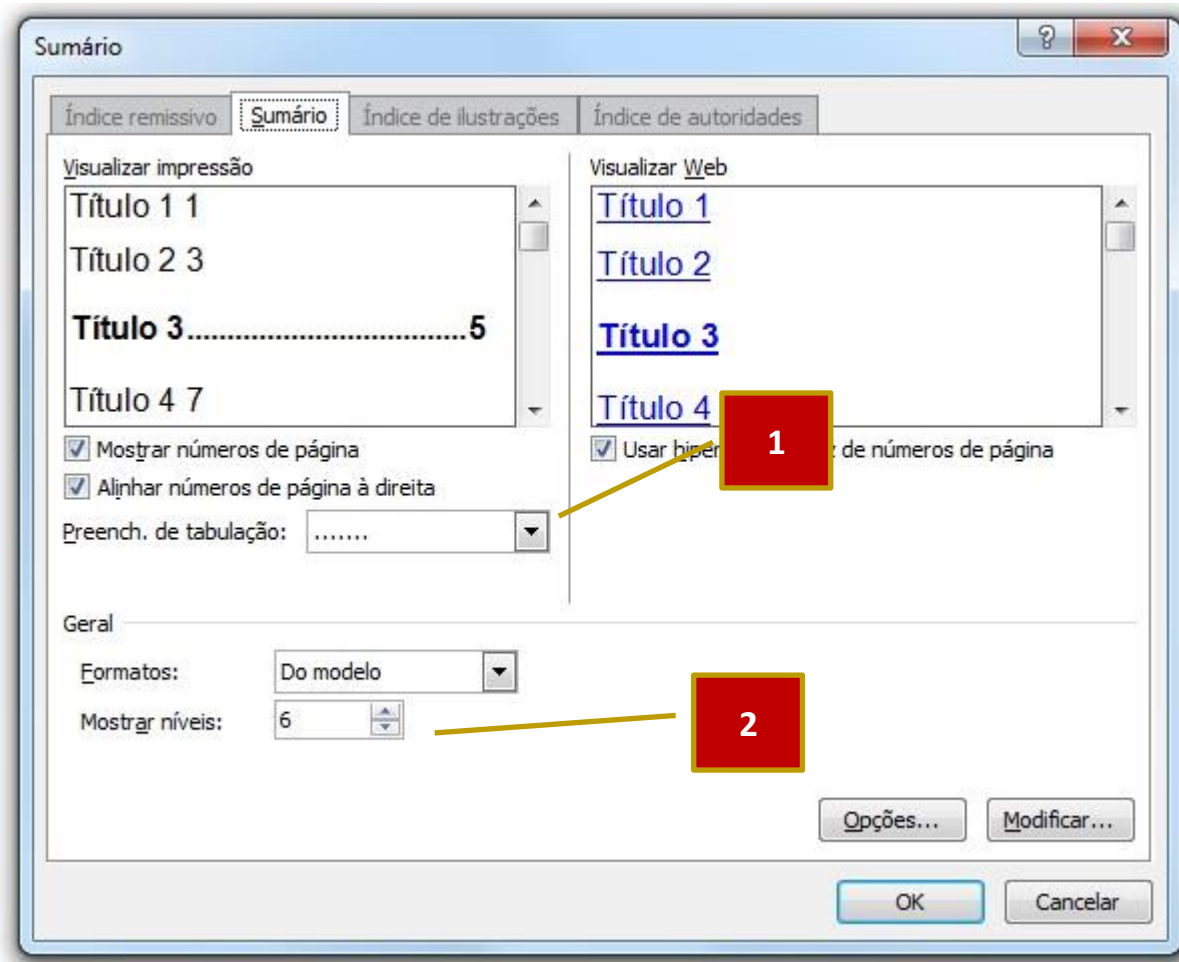 Sumário
Índice remissivo Sumário Índice de ilustrações Índice de autoridades
Visualizar impressão
Título 1 1
Título 2 3
Título 3.................................5
Título 4 7
Mostrar números de página
Alinhar números de página à direita
Preench. de tabulação: .......
Visualizar Web
Título 1
Título 2
Título 3
Título 4
Usar z de números de página
1
Geral
Formatos: Do modelo
Mostrar níveis: 6
2
Opções... Modificar...
OK Cancelar